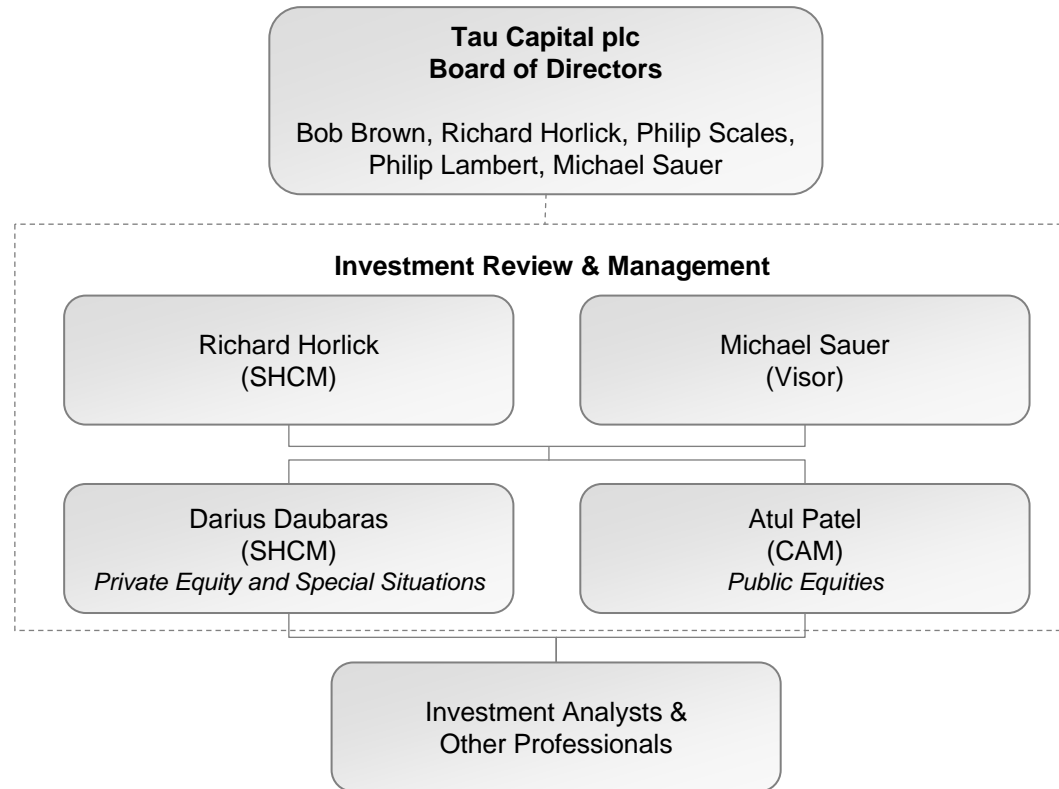 Tau Capital plc
Board of Directors
Bob Brown, Richard Horlick, Philip Scales,
Philip Lambert, Michael Sauer
Investment Review & Management
Richard Horlick
(SHCM)
Michael Sauer
(Visor)
Darius Daubaras
(SHCM)
Private Equity and Special Situations
Atul Patel
(CAM)
Public Equities
Investment Analysts &
Other Professionals